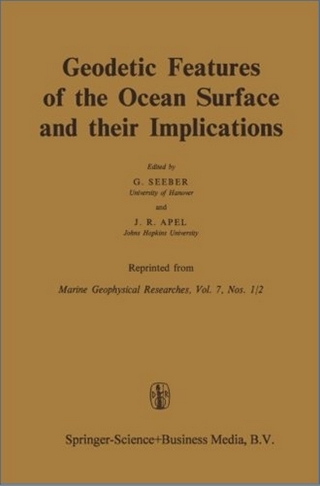 Geodetic Features
of the Ocean Surface
and their Implications
Edited by
G. SEEBER
University of Hanover
and
J. R. APEL
Johns Hopkins University
Reprinted from
Marine Geophysical Researches, Vol. 7, Nos. 1/2
Springer-Science+Business Media, B.V.